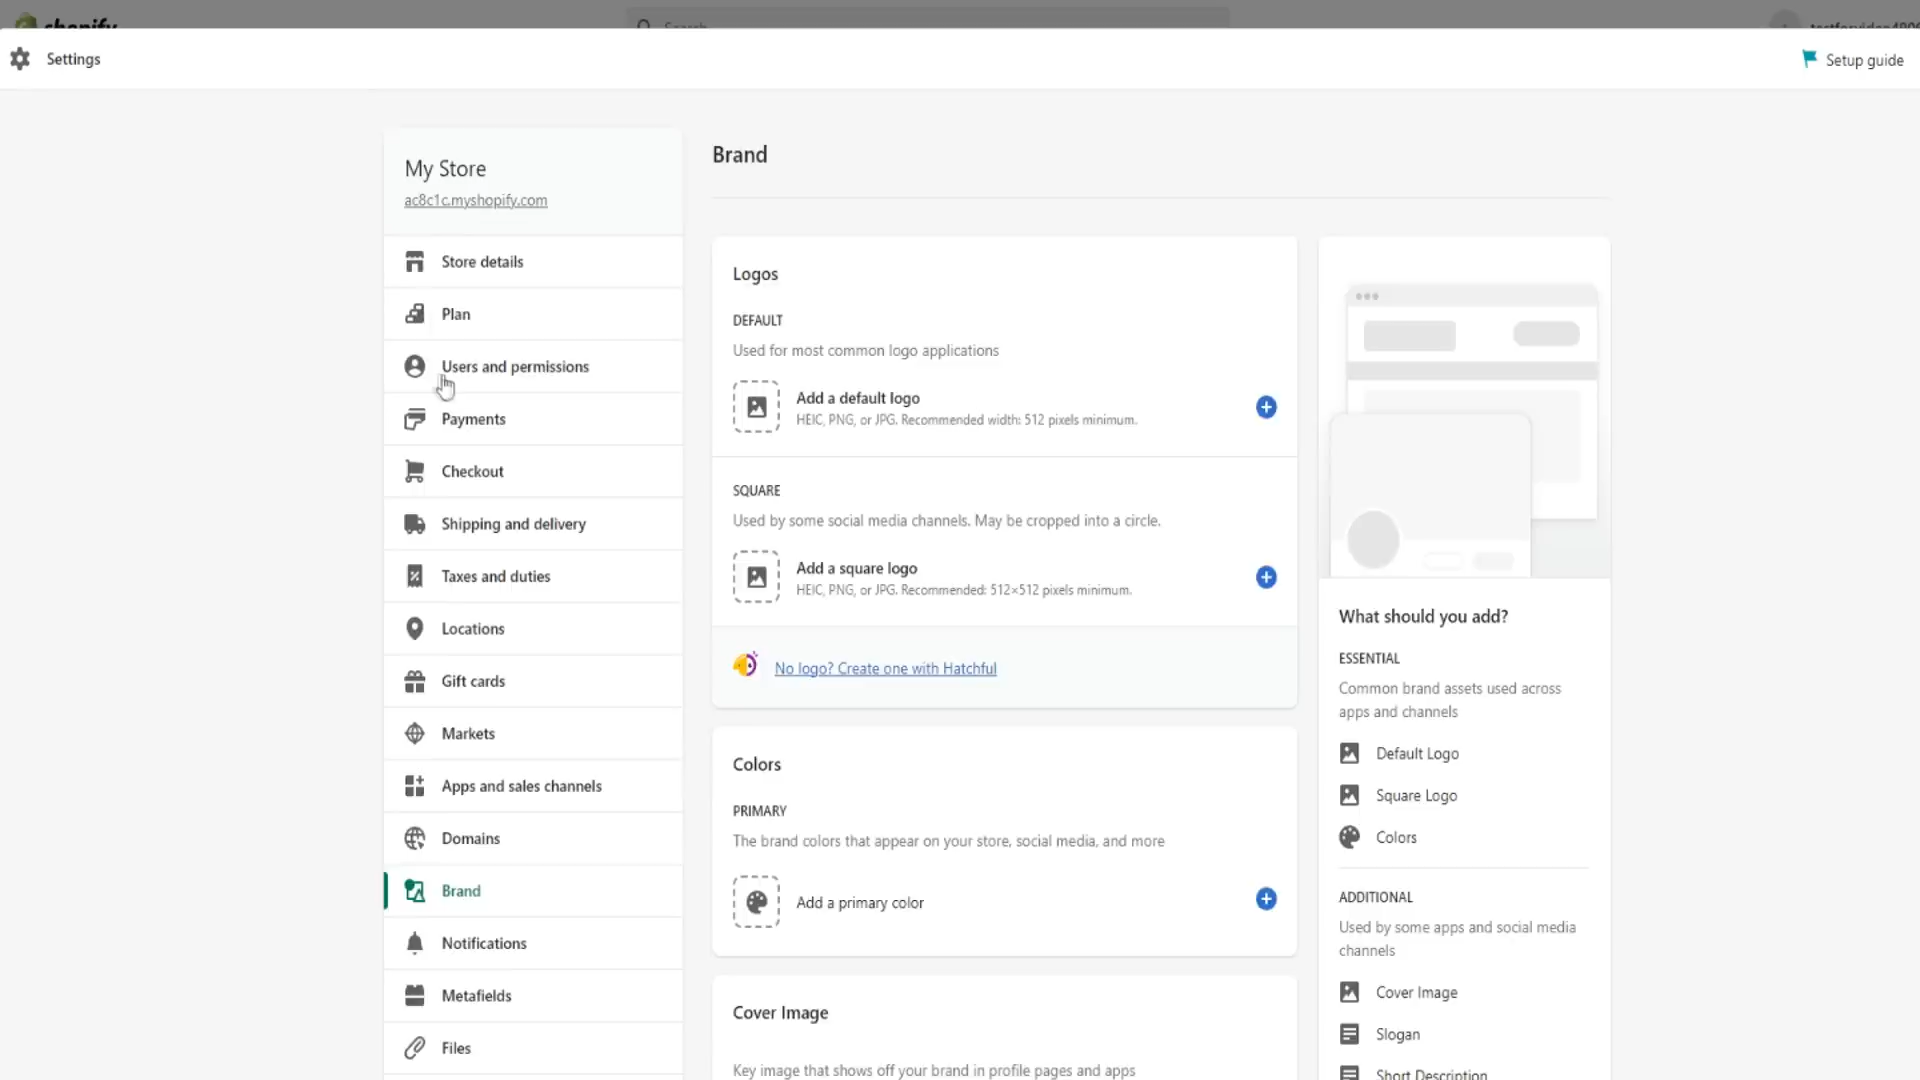 shopify
Search
Settings
Setup guide
My Store
ac8c1c.myshopify.com
Store details
Plan
Users and permissions
Payments
Checkout
Shipping and delivery
Taxes and duties
Locations
Gift cards
Markets
Apps and sales channels
Domains
Brand
Notifications
Metafields
Files
Brand
Logos
DEFAULT
Used for most common logo applications
Add a default logo
HEIC, PNG, or JPG. Recommended width: 512 pixels minimum.
SQUARE
Used by some social media channels. May be cropped into a circle.
Add a square logo
HEIC, PNG, or JPG. Recommended: 512×512 pixels minimum.
No logo? Create one with Hatchful
Colors
PRIMARY
The brand colors that appear on your store, social media, and more
Add a primary color
Cover Image
Key image that shows off your brand in profile pages and apps
What should you add?
ESSENTIAL
Common brand assets used across
apps and channels
Default Logo
Square Logo
Colors
ADDITIONAL
Used by some apps and social media
channels
Cover Image
Slogan
Short Description